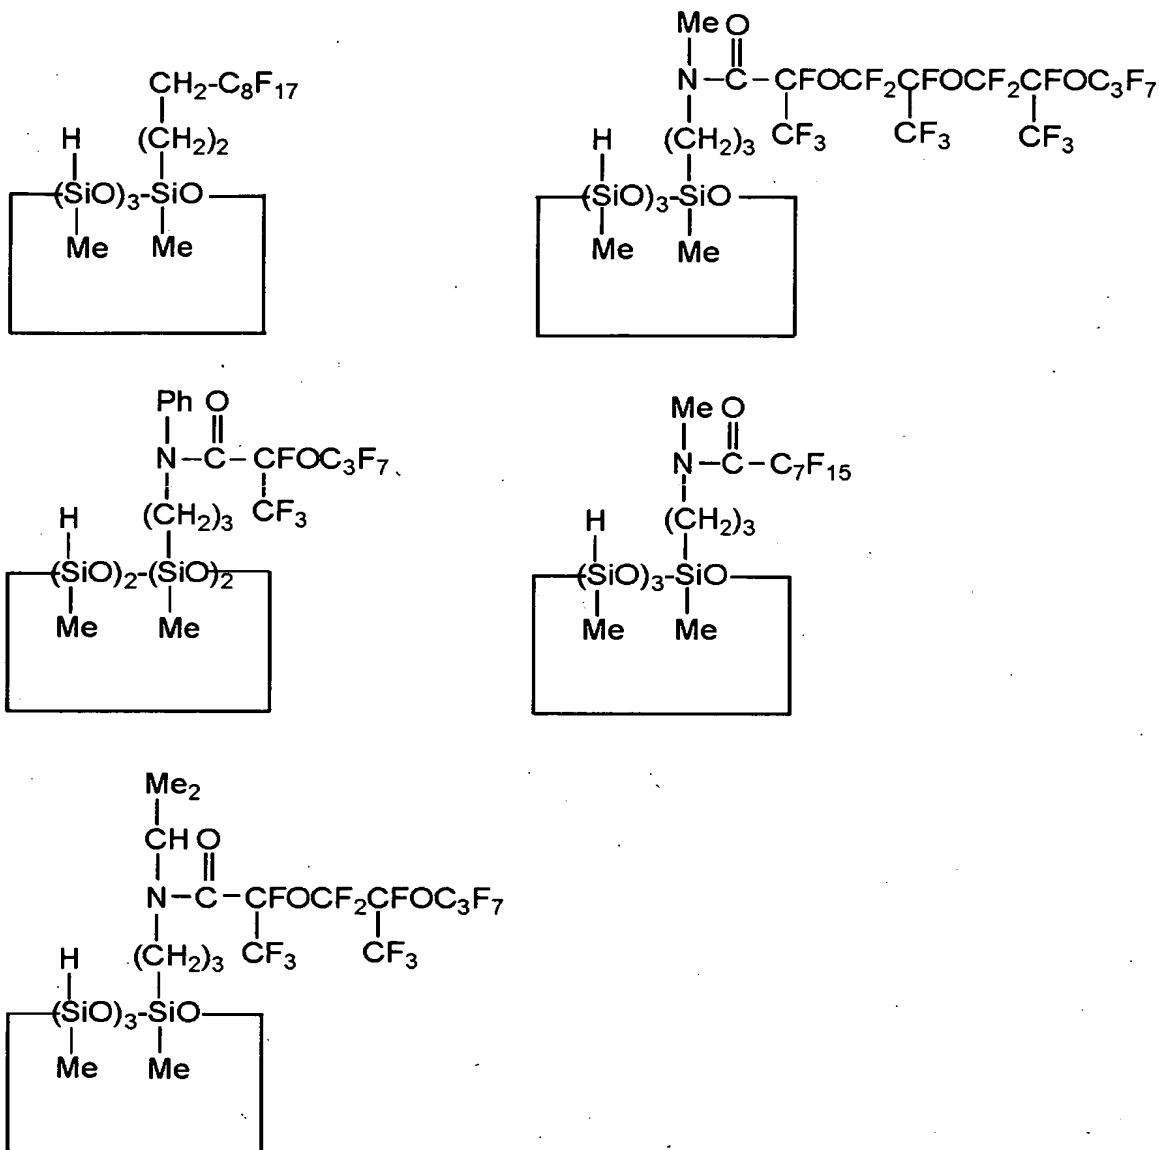 CH₂-C₈F₁₇
H (CH₂)₂
(SiO)₃-SiO
Me Me
Me O
N-C-CFOCF₂CFOCF₂CFOC₃F₇
H (CH₂)₃ CF₃ CF₃ CF₃
(SiO)₃-SiO
Me Me
Ph O
N-C-CFOC₃F₇
H (CH₂)₃ CF₃
(SiO)₂-(SiO)₂
Me Me
Me O
N-C-C₇F₁₅
H (CH₂)₃
(SiO)₃-SiO
Me Me
Me₂
CH O
N-C-CFOCF₂CFOC₃F₇
H (CH₂)₃ CF₃ CF₃
(SiO)₃-SiO
Me Me